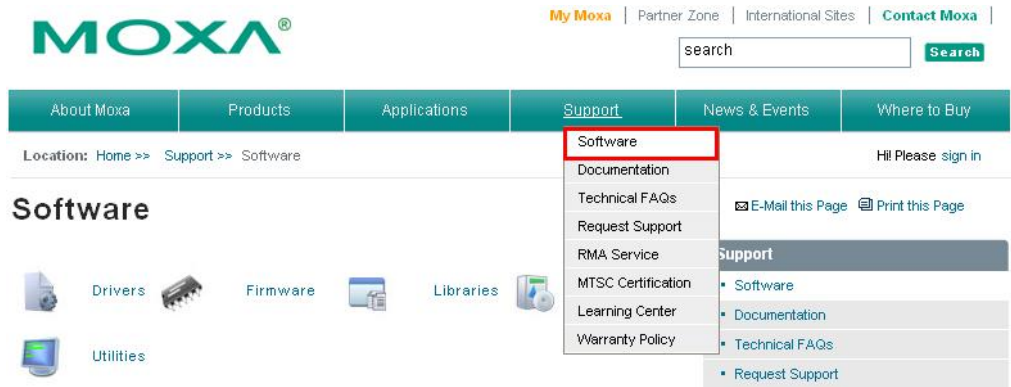 My Moxa | Partner Zone | International Sites | Contact Moxa |
MOXA®
search Search
About Moxa Products Applications Support News & Events Where to Buy
Location: Home >> Support >> Software Hi! Please sign in
Software
Documentation
Technical FAQs
Request Support
RMA Service
MTSC Certification
Learning Center
Warranty Policy
Software
E-Mail this Page Print this Page
Drivers Firmware Libraries
Utilities
Support
▪ Software
▪ Documentation
▪ Technical FAQs
▪ Request Support